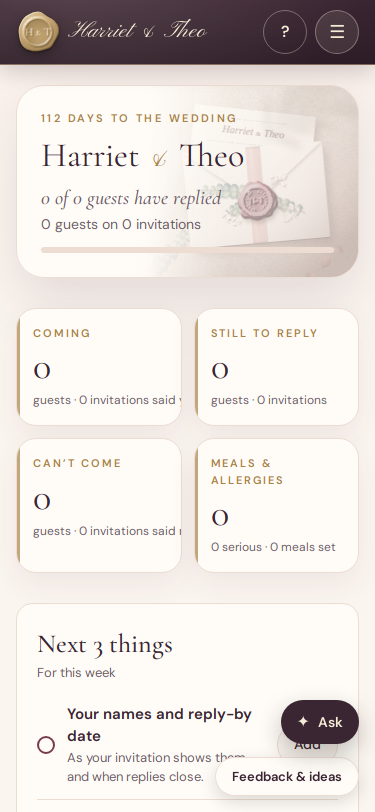 H & T
Harriet & Theo
?
☰
112 DAYS TO THE WEDDING
Harriet & Theo
Harriet & Theo
0 of 0 guests have replied
0 guests on 0 invitations
COMING
0
guests · 0 invitations said
STILL TO REPLY
0
guests · 0 invitations
CAN'T COME
0
guests · 0 invitations said
MEALS &
ALLERGIES
0
0 serious · 0 meals set
Next 3 things
For this week
Your names and reply-by
date
As your invitation shows them
and when replies close.
Add
✦ Ask
Feedback & ideas